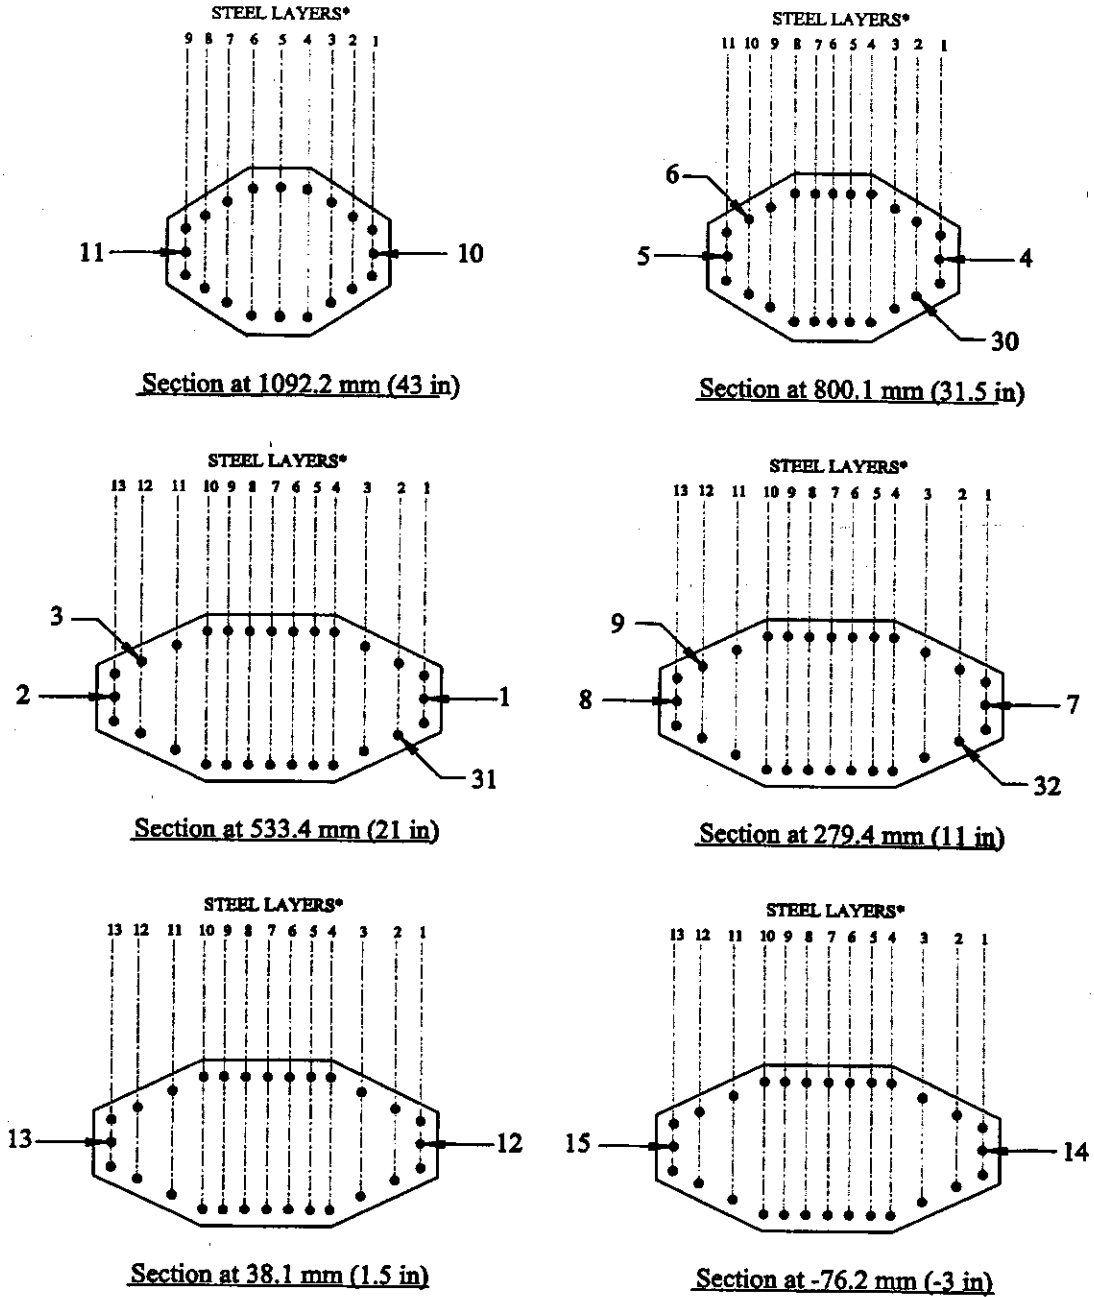 STEEL LAYERS*
9 8 7 6 5 4 3 2 1
11
10
Section at 1092.2 mm (43 in)
STEEL LAYERS*
11 10 9 8 7 6 5 4 3 2 1
6
5
4
30
Section at 800.1 mm (31.5 in)
STEEL LAYERS*
13 12 11 10 9 8 7 6 5 4 3 2 1
3
2
1
31
Section at 533.4 mm (21 in)
STEEL LAYERS*
13 12 11 10 9 8 7 6 5 4 3 2 1
9
8
7
32
Section at 279.4 mm (11 in)
STEEL LAYERS*
13 12 11 10 9 8 7 6 5 4 3 2 1
13
12
Section at 38.1 mm (1.5 in)
STEEL LAYERS*
13 12 11 10 9 8 7 6 5 4 3 2 1
15
14
Section at -76.2 mm (-3 in)